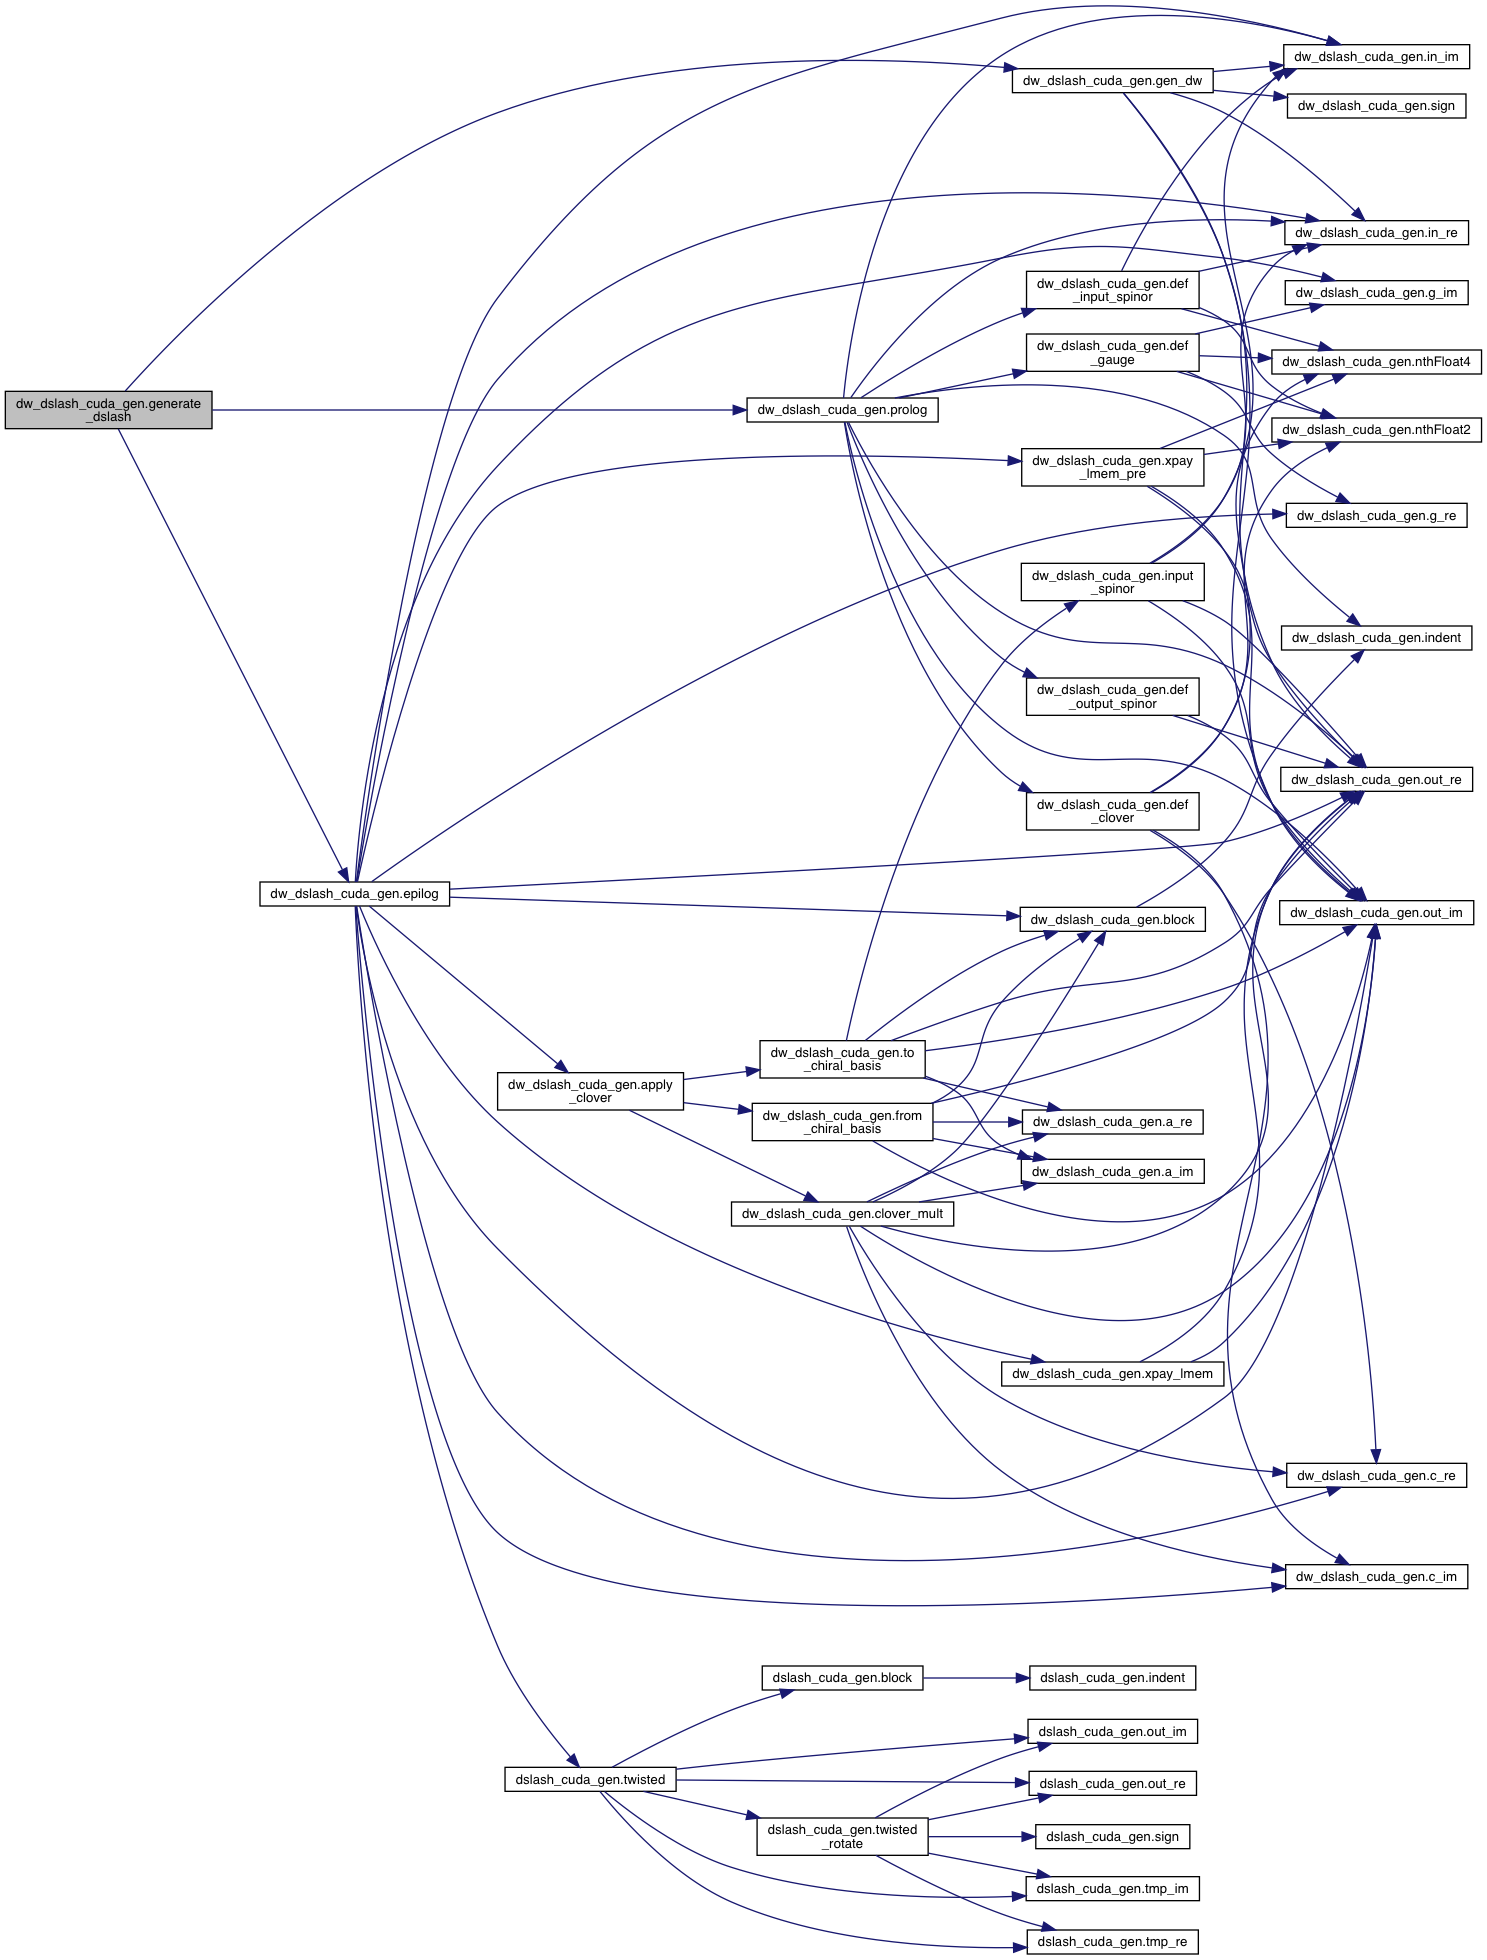 dw_dslash_cuda_gen.in_im
dw_dslash_cuda_gen.gen_dw
dw_dslash_cuda_gen.sign
dw_dslash_cuda_gen.in_re
dw_dslash_cuda_gen.def
_input_spinor
dw_dslash_cuda_gen.g_im
dw_dslash_cuda_gen.def
_gauge
dw_dslash_cuda_gen.nthFloat4
dw_dslash_cuda_gen.generate
_dslash
dw_dslash_cuda_gen.prolog
dw_dslash_cuda_gen.nthFloat2
dw_dslash_cuda_gen.xpay
_lmem_pre
dw_dslash_cuda_gen.g_re
dw_dslash_cuda_gen.input
_spinor
dw_dslash_cuda_gen.indent
dw_dslash_cuda_gen.def
_output_spinor
dw_dslash_cuda_gen.out_re
dw_dslash_cuda_gen.def
_clover
dw_dslash_cuda_gen.epilog
dw_dslash_cuda_gen.block
dw_dslash_cuda_gen.out_im
dw_dslash_cuda_gen.to
_chiral_basis
dw_dslash_cuda_gen.apply
_clover
dw_dslash_cuda_gen.from
_chiral_basis
dw_dslash_cuda_gen.a_re
dw_dslash_cuda_gen.a_im
dw_dslash_cuda_gen.clover_mult
dw_dslash_cuda_gen.xpay_lmem
dw_dslash_cuda_gen.c_re
dw_dslash_cuda_gen.c_im
dslash_cuda_gen.block
dslash_cuda_gen.indent
dslash_cuda_gen.out_im
dslash_cuda_gen.twisted
dslash_cuda_gen.out_re
dslash_cuda_gen.twisted
_rotate
dslash_cuda_gen.sign
dslash_cuda_gen.tmp_im
dslash_cuda_gen.tmp_re